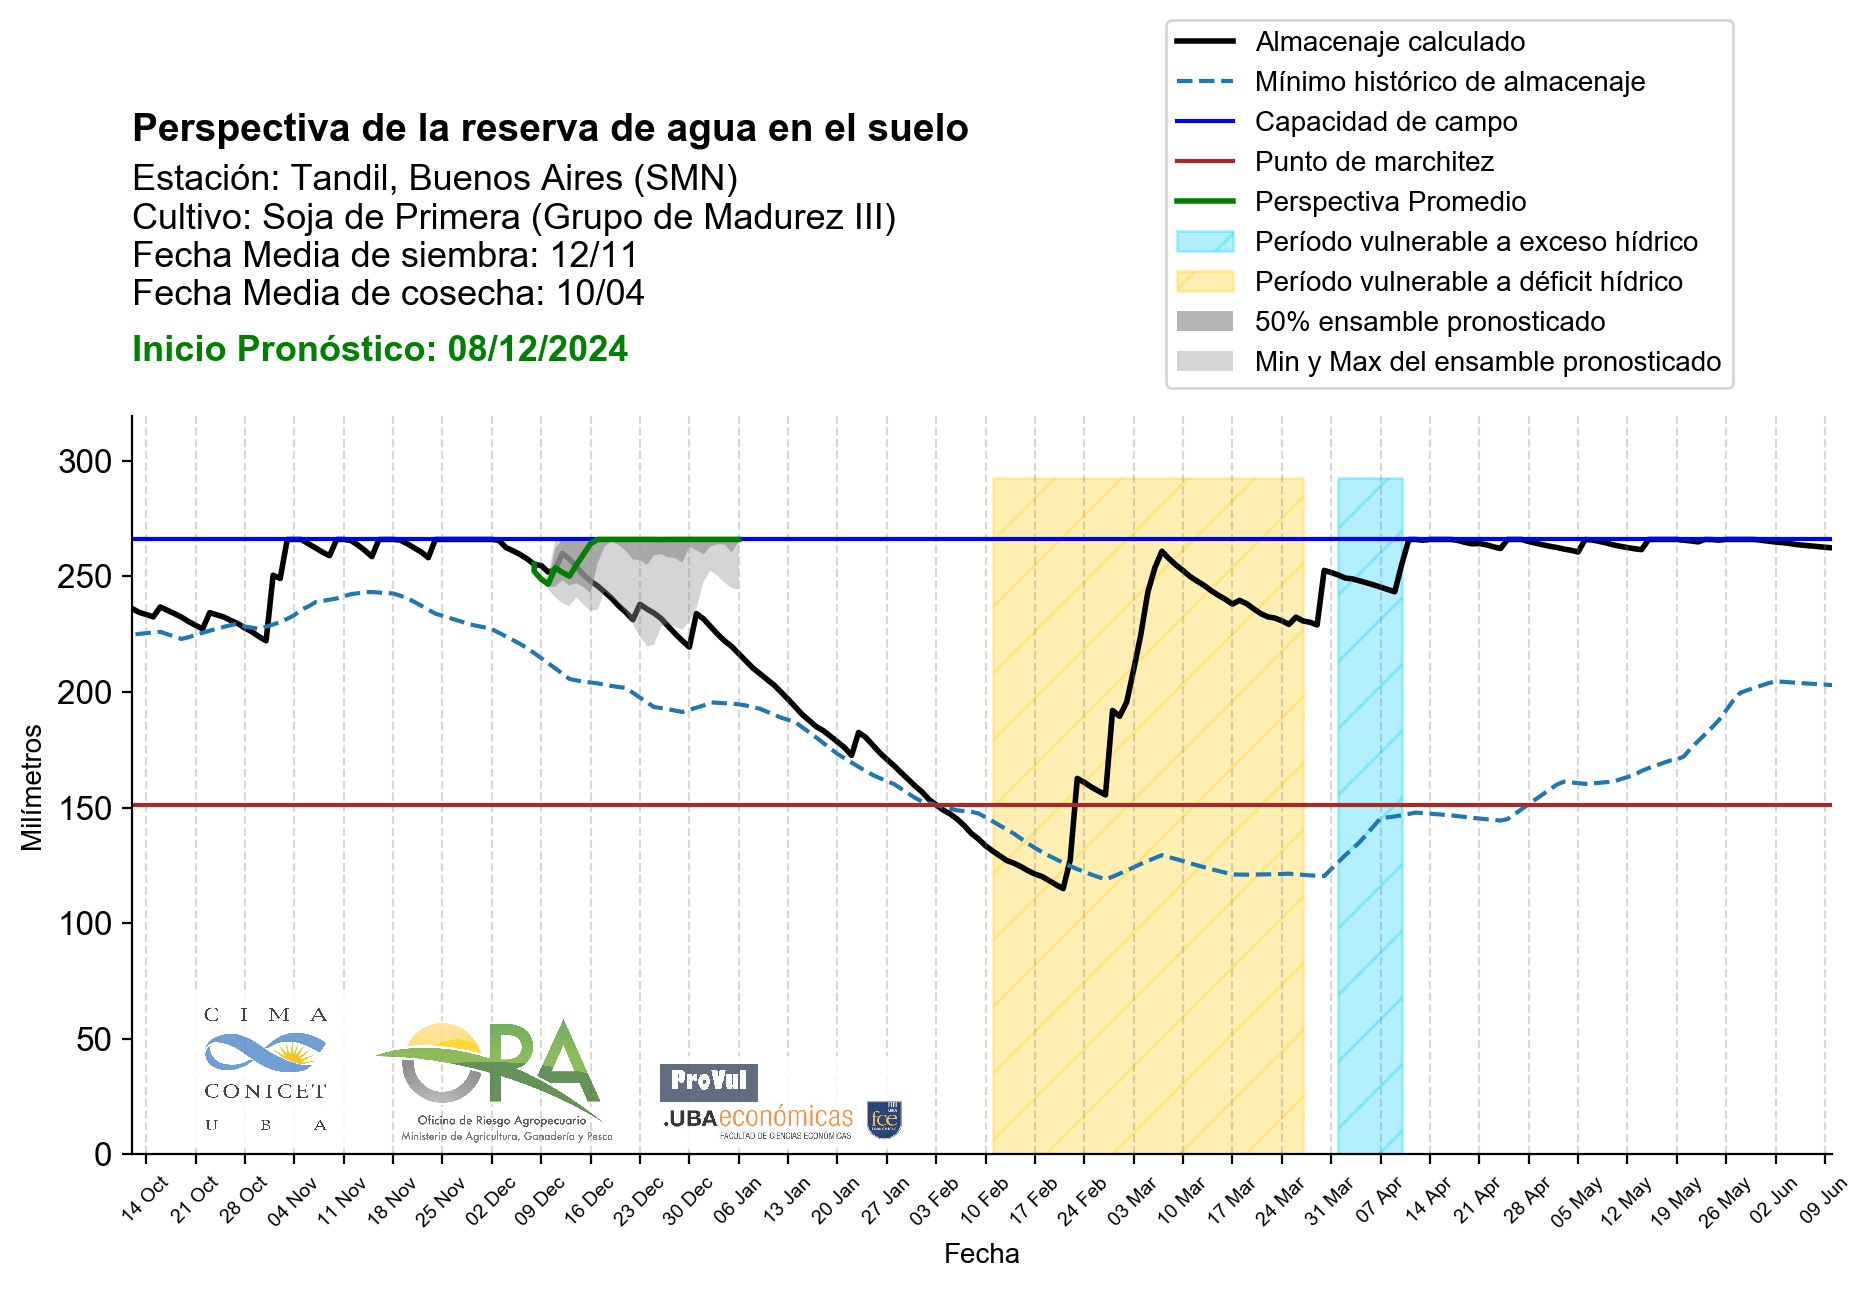 Almacenaje calculado
Mínimo histórico de almacenaje
Capacidad de campo
Punto de marchitez
Perspectiva Promedio
Período vulnerable a exceso hídrico
Período vulnerable a déficit hídrico
50% ensamble pronosticado
Min y Max del ensamble pronosticado
Perspectiva de la reserva de agua en el suelo
Estación: Tandil, Buenos Aires (SMN)
Cultivo: Soja de Primera (Grupo de Madurez III)
Fecha Media de siembra: 12/11
Fecha Media de cosecha: 10/04
Inicio Pronóstico: 08/12/2024
300
250
200
150
100
50
0
Milímetros
CIMA
CONICET
UBA
ORA
Oficina de Riesgo Agropecuario
Ministerio de Agricultura, Ganadería y Pesca
ProVul
.UBAeconómicas
FACULTAD DE CIENCIAS ECONÓMICAS
UBA
fce
14 Oct
21 Oct
28 Oct
04 Nov
11 Nov
18 Nov
25 Nov
02 Dec
09 Dec
16 Dec
23 Dec
30 Dec
06 Jan
13 Jan
20 Jan
27 Jan
03 Feb
10 Feb
17 Feb
24 Feb
03 Mar
10 Mar
17 Mar
24 Mar
31 Mar
07 Apr
14 Apr
21 Apr
28 Apr
05 May
12 May
19 May
26 May
02 Jun
09 Jun
Fecha